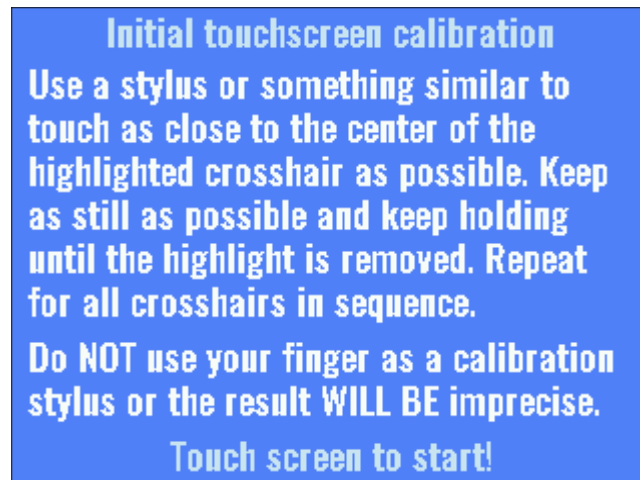 Initial touchscreen calibration
Use a stylus or something similar to
touch as close to the center of the
highlighted crosshair as possible. Keep
as still as possible and keep holding
until the highlight is removed. Repeat
for all crosshairs in sequence.
Do NOT use your finger as a calibration
stylus or the result WILL BE imprecise.
Touch screen to start!